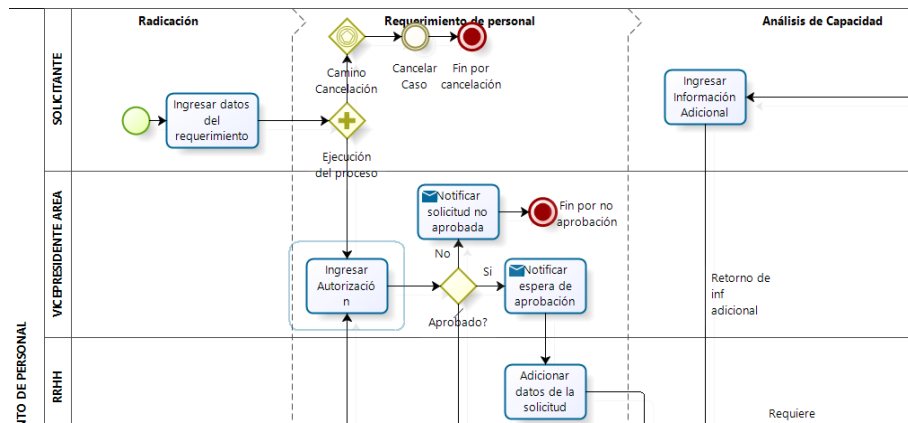 Radicación
Requerimiento de personal
Análisis de Capacidad
NTO DE PERSONAL
SOLICITANTE
Ingresar datos
del
requerimiento
Camino
Cancelación
Cancelar
Caso
Fin por
cancelación
Ejecución
del proceso
Ingresar
Información
Adicional
VICEPRESIDENTE AREA
Notificar
solicitud no
aprobada
Fin por no
aprobación
No
Ingresar
Autorizació
n
Aprobado?
Sí
Notificar
espera de
aprobación
Retorno de
inf
adicional
RRHH
Adicionar
datos de la
solicitud
Requiere